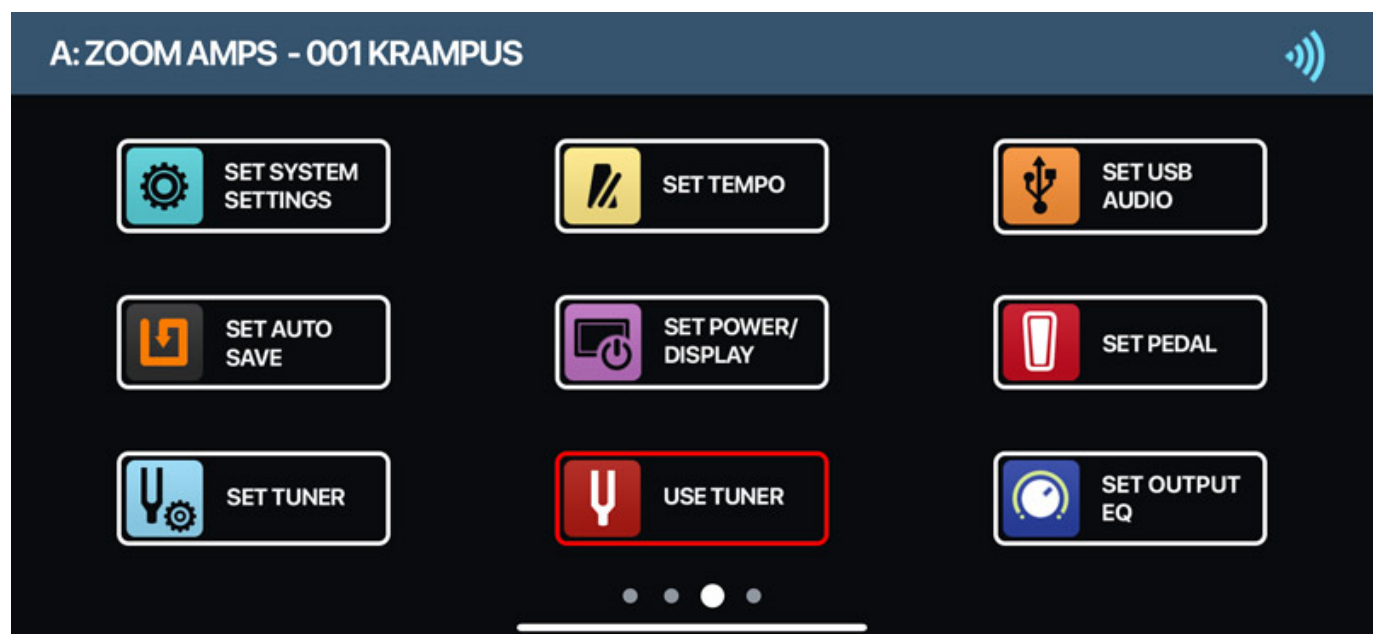 A: ZOOM AMPS - 001 KRAMPUS
SET SYSTEM
SETTINGS
SET TEMPO
SET USB
AUDIO
SET AUTO
SAVE
SET POWER/
DISPLAY
SET PEDAL
SET TUNER
USE TUNER
SET OUTPUT
EQ